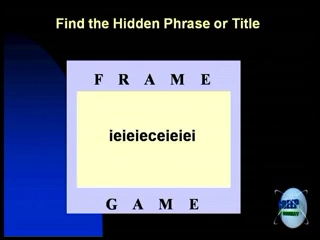 Find the Hidden Phrase or Title
F R A M E
ieieieceieiei
G A M E